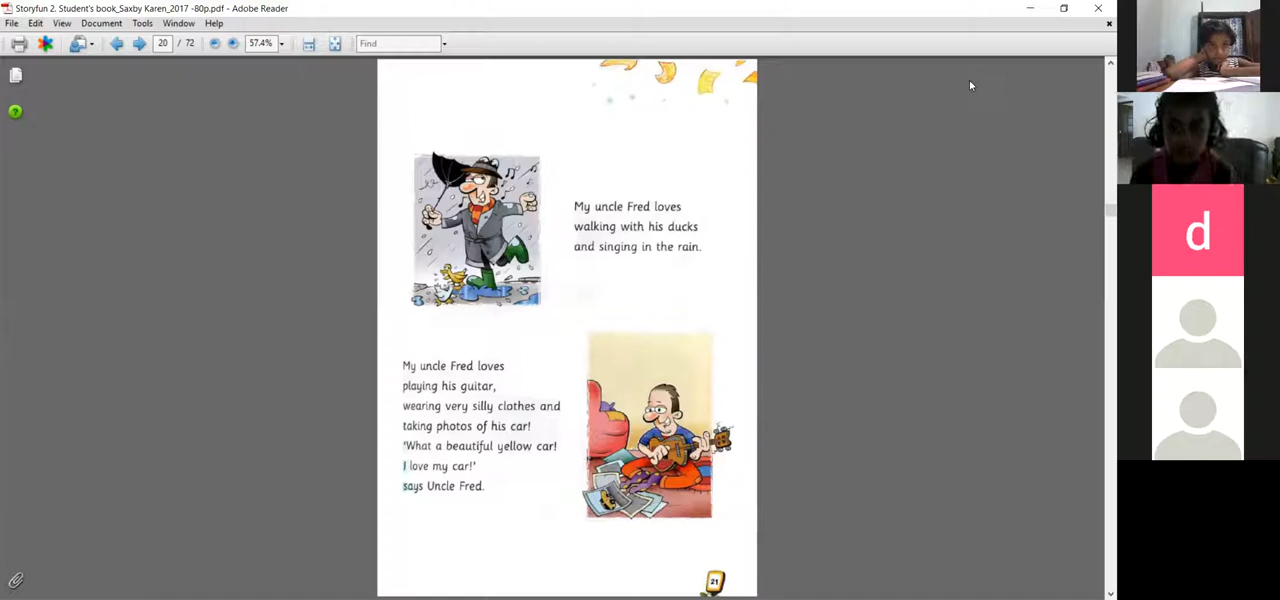 Storyfun 2. Student's book_Saxby Karen_2017 -80p.pdf - Adobe Reader
File Edit View Document Tools Window Help
20 / 72 57.4% Find
My uncle Fred loves
walking with his ducks
and singing in the rain.
My uncle Fred loves
playing his guitar,
wearing very silly clothes and
taking photos of his car!
'What a beautiful yellow car!
I love my car!'
says Uncle Fred.
21
d